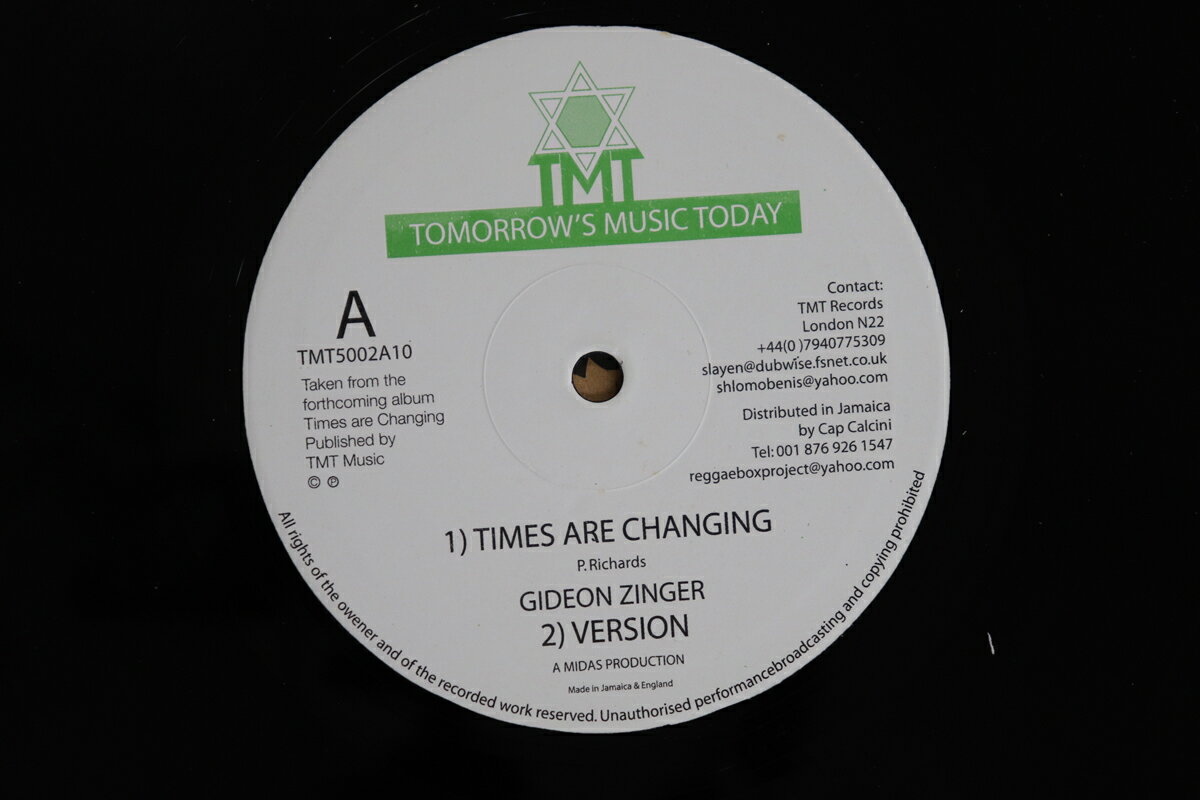 TMT
TOMORROW'S MUSIC TODAY
A
TMT5002A10
Taken from the
forthcoming album
Times are Changing
Published by
TMT Music
© ℗
Contact:
TMT Records
London N22
+44(0 )7940775309
slayen@dubwise.fsnet.co.uk
shlomobenis@yahoo.com
Distributed in Jamaica
by Cap Calcini
Tel: 001 876 926 1547
reggaeboxproject@yahoo.com
1) TIMES ARE CHANGING
P. Richards
GIDEON ZINGER
2) VERSION
A MIDAS PRODUCTION
Made in Jamaica & England
All rights of the owener and of the recorded work reserved. Unauthorised performancebroadcasting and copying prohibited